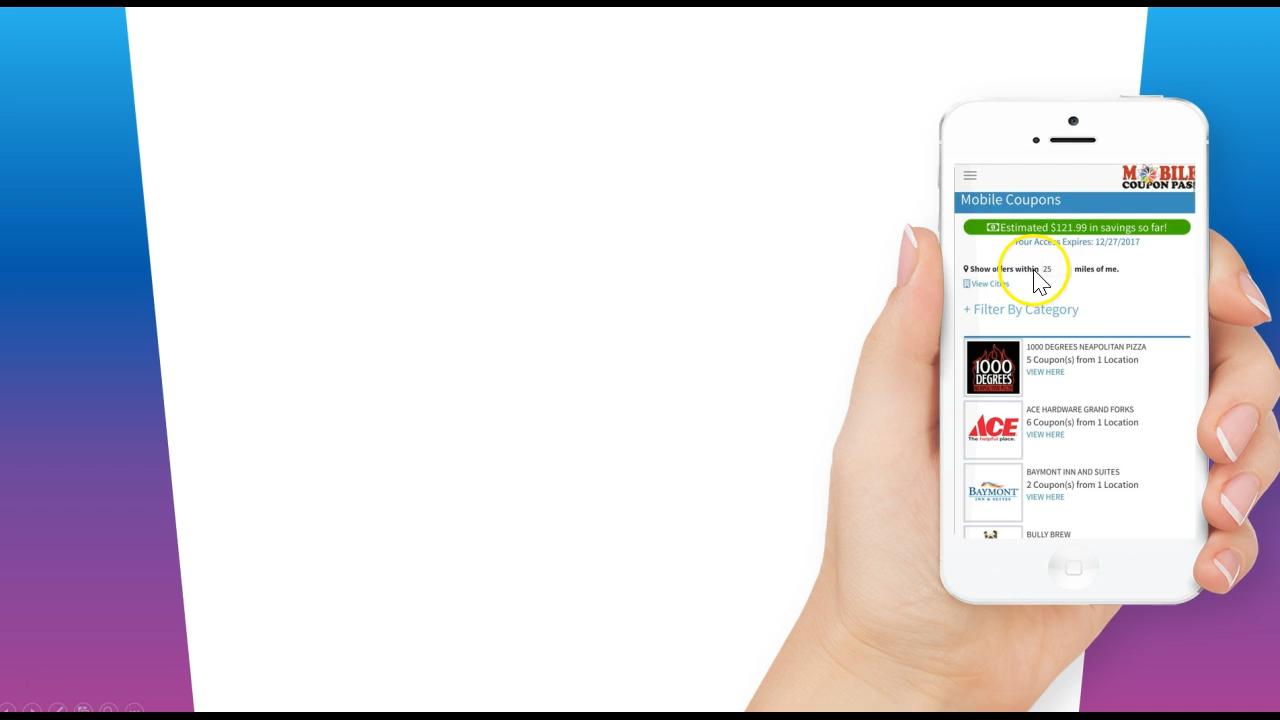 MOBILE
COUPON PASS
Mobile Coupons
Estimated $121.99 in savings so far!
Your Access Expires: 12/27/2017
Show offers within 25 miles of me.
View Cities
+ Filter By Category
1000 DEGREES NEAPOLITAN PIZZA
5 Coupon(s) from 1 Location
VIEW HERE
1000
DEGREES
ACE HARDWARE GRAND FORKS
6 Coupon(s) from 1 Location
VIEW HERE
ACE
The helpful place.
BAYMONT INN AND SUITES
2 Coupon(s) from 1 Location
VIEW HERE
BAYMONT
INN & SUITES
BULLY BREW